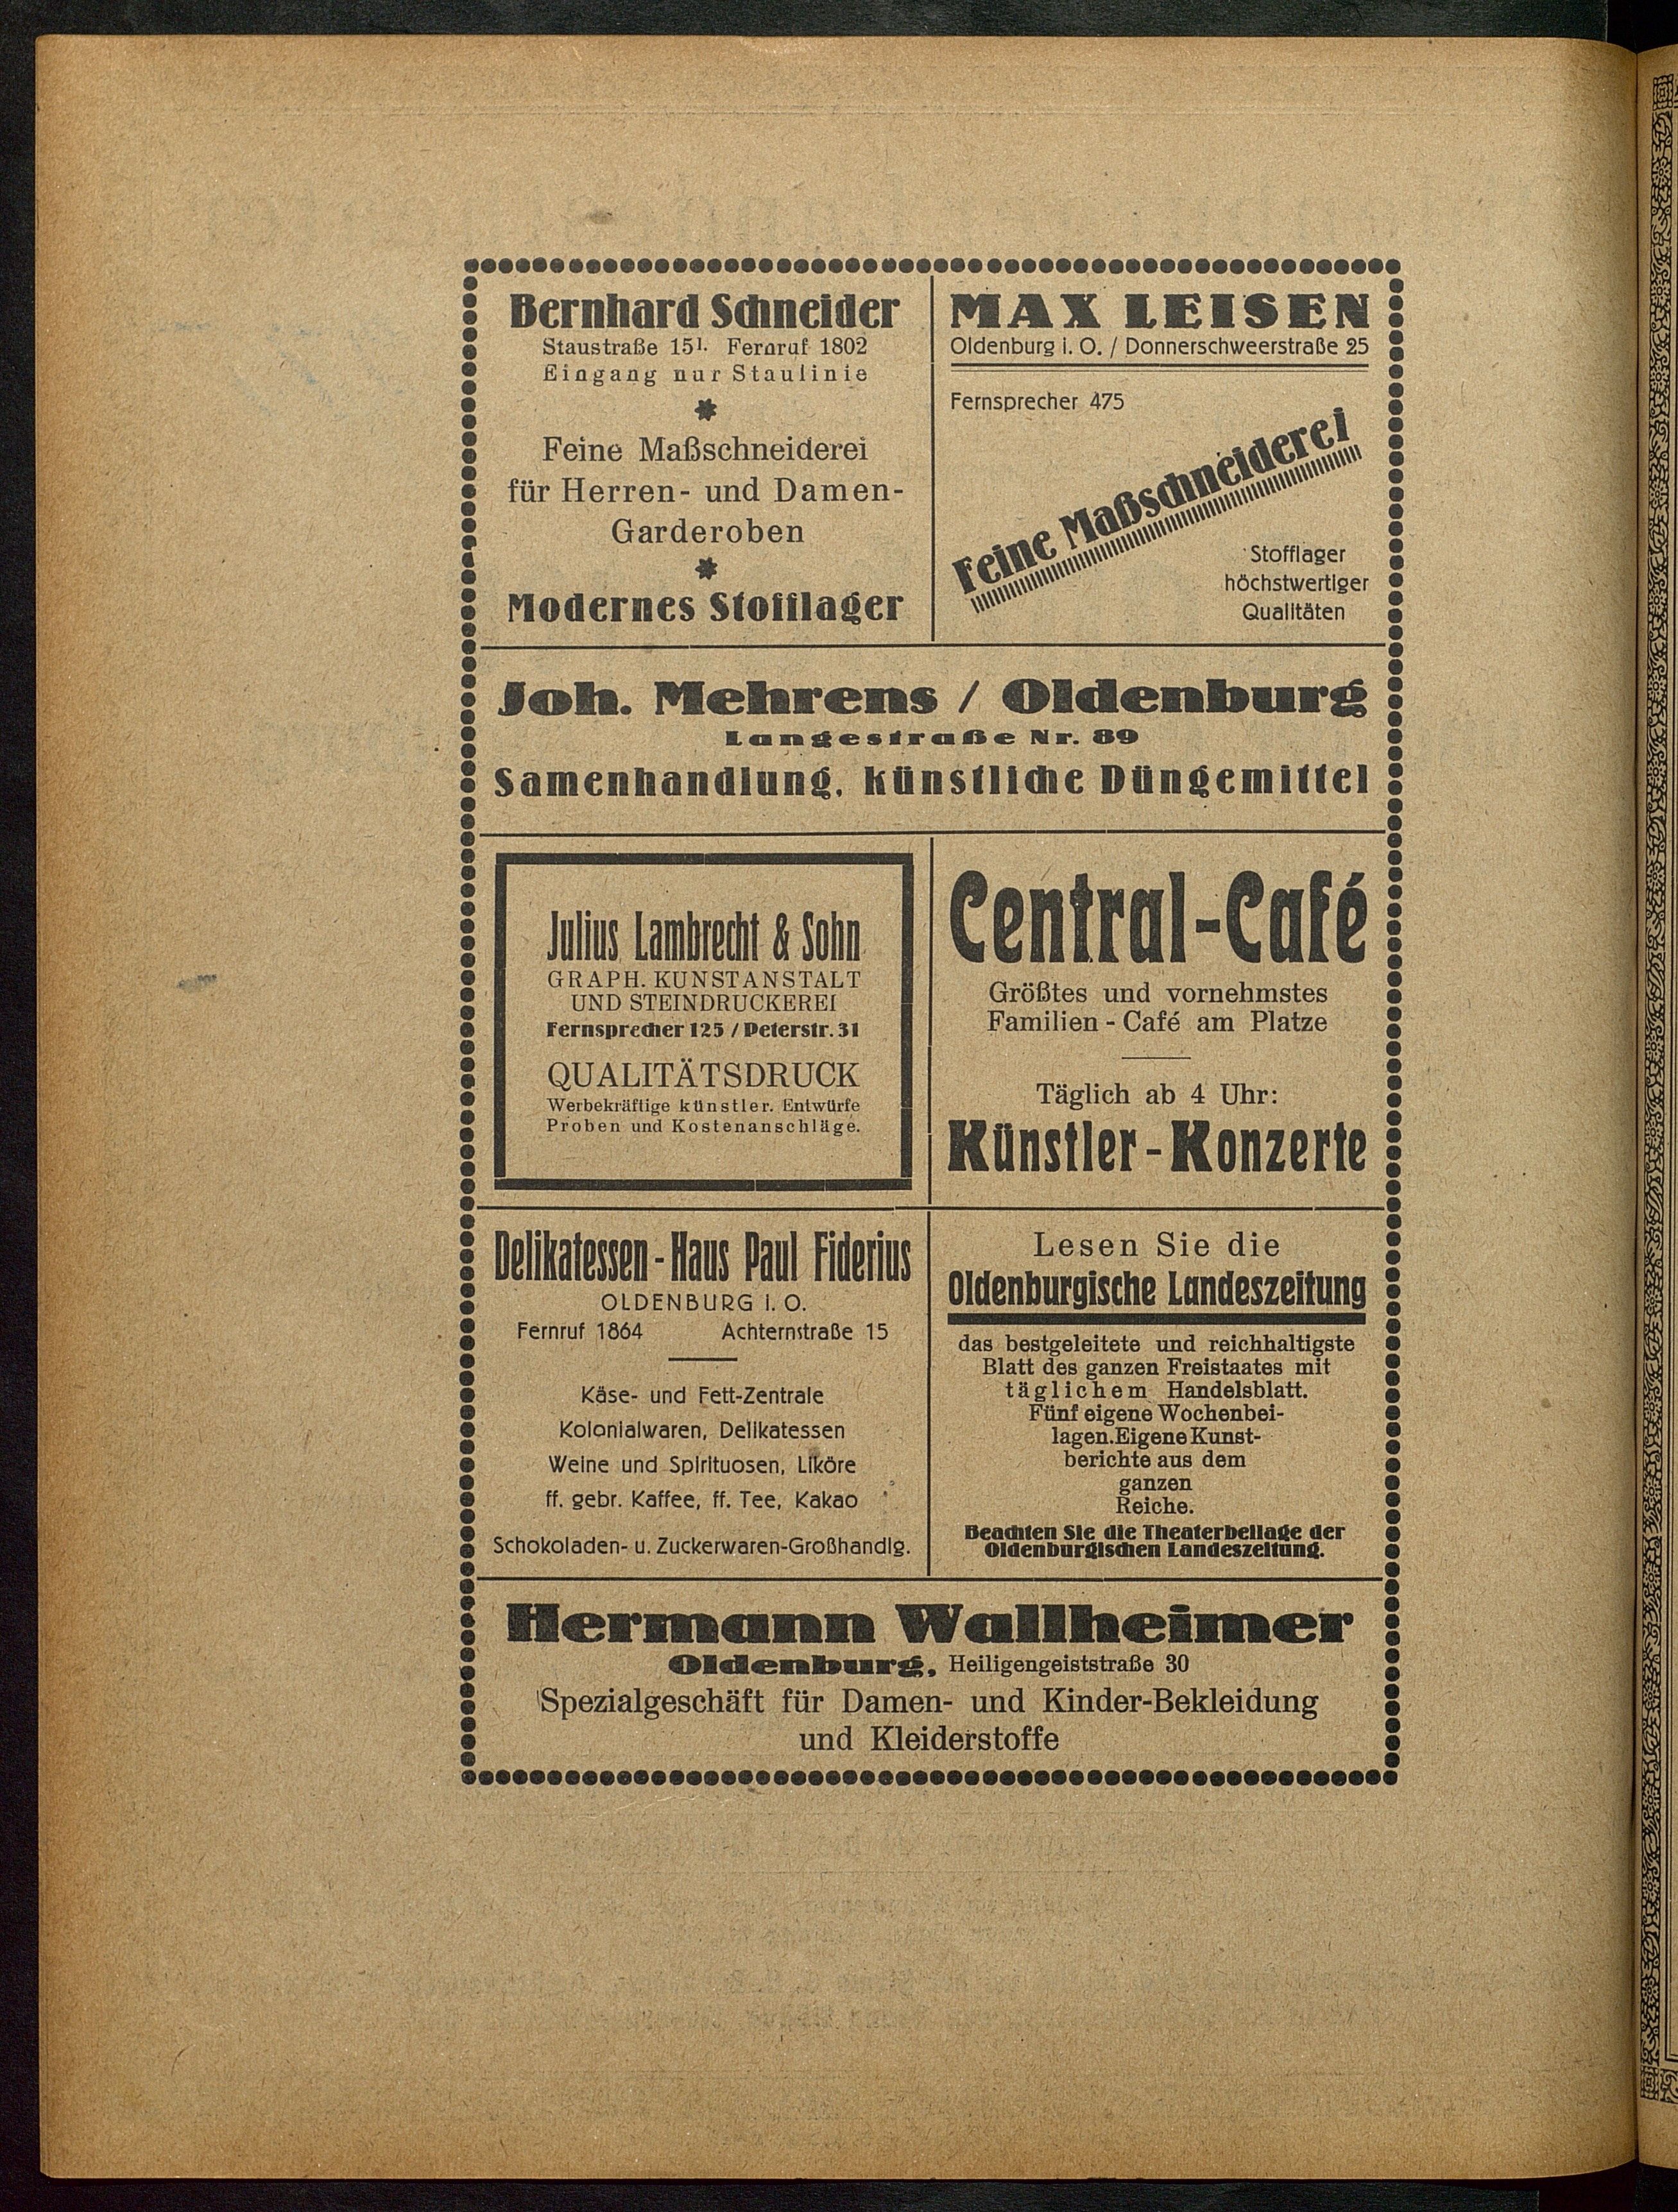 Bernhard Schneider
Staustraße 15I. Fernruf 1802
Eingang nur Staulinie
Feine Maßschneiderei
für Herren- und Damen-
Garderoben
Modernes Stofflager
MAX LEISEN
Oldenburg i. O. / Donnerschweerstraße 25
Fernsprecher 475
Feine Maßschneiderei
Stofflager
höchstwertiger
Qualitäten
Joh. Mehrens / Oldenburg
Langestraße Nr. 89
Samenhandlung, künstliche Düngemittel
Julius Lambrecht & Sohn
GRAPH. KUNSTANSTALT
UND STEINDRUCKEREI
Fernsprecher 125 / Peterstr. 31
QUALITÄTSDRUCK
Werbekräftige künstler. Entwürfe
Proben und Kostenanschläge.
Central-Café
Größtes und vornehmstes
Familien - Café am Platze
Täglich ab 4 Uhr:
Künstler - Konzerte
Delikatessen - Haus Paul Fiderius
OLDENBURG i. O.
Fernruf 1864 Achternstraße 15
Käse- und Fett-Zentrale
Kolonialwaren, Delikatessen
Weine und Spirituosen, Liköre
ff. gebr. Kaffee, ff. Tee, Kakao
Schokoladen- u. Zuckerwaren-Großhandlg.
Lesen Sie die
Oldenburgische Landeszeitung
das bestgeleitete und reichhaltigste
Blatt des ganzen Freistaates mit
täglichem Handelsblatt.
Fünf eigene Wochenbei-
lagen. Eigene Kunst-
berichte aus dem
ganzen
Reiche.
Beachten Sie die Theaterbeilage der
Oldenburgischen Landeszeitung.
Hermann Wallheimer
Oldenburg, Heiligengeiststraße 30
Spezialgeschäft für Damen- und Kinder-Bekleidung
und Kleiderstoffe